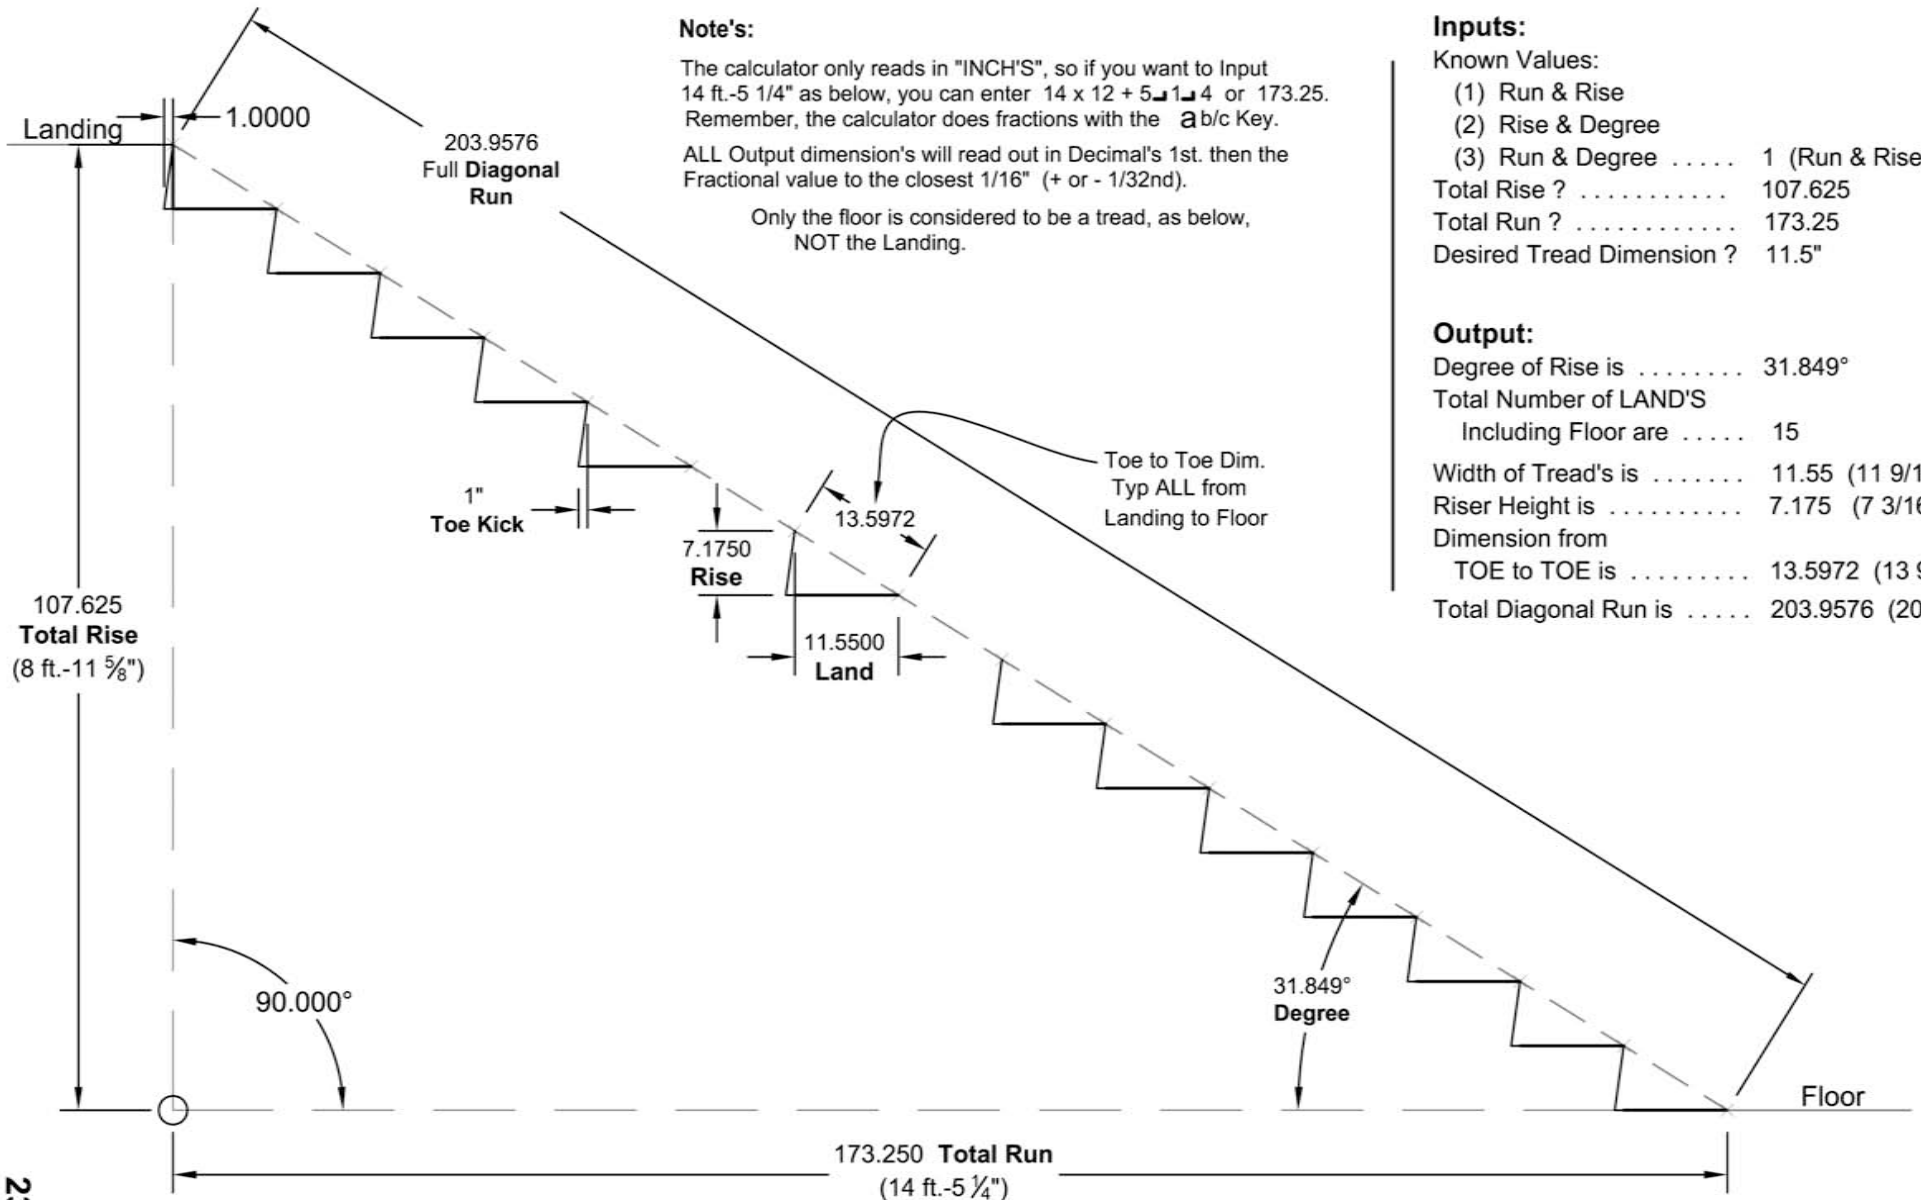 Note's:
The calculator only reads in "INCH'S", so if you want to Input
14 ft.-5 1/4" as below, you can enter 14 x 12 + 5⌟1⌟4 or 173.25.
Remember, the calculator does fractions with the a b/c Key.
ALL Output dimension's will read out in Decimal's 1st. then the
Fractional value to the closest 1/16" (+ or - 1/32nd).
Only the floor is considered to be a tread, as below,
NOT the Landing.
Inputs:
Known Values:
(1) Run & Rise
(2) Rise & Degree
(3) Run & Degree ..... 1 (Run & Rise
Total Rise ? ........... 107.625
Total Run ? ............ 173.25
Desired Tread Dimension ? 11.5"
Output:
Degree of Rise is ........ 31.849°
Total Number of LAND'S
Including Floor are ..... 15
Width of Tread's is ....... 11.55 (11 9/1
Riser Height is .......... 7.175 (7 3/16
Dimension from
TOE to TOE is ......... 13.5972 (13 9
Total Diagonal Run is ..... 203.9576 (20
Landing
1.0000
203.9576
Full Diagonal
Run
Toe to Toe Dim.
Typ ALL from
Landing to Floor
1"
Toe Kick
13.5972
7.1750
Rise
11.5500
Land
107.625
Total Rise
(8 ft.-11 5⁄8")
90.000°
31.849°
Degree
Floor
173.250 Total Run
(14 ft.-5 1⁄4")